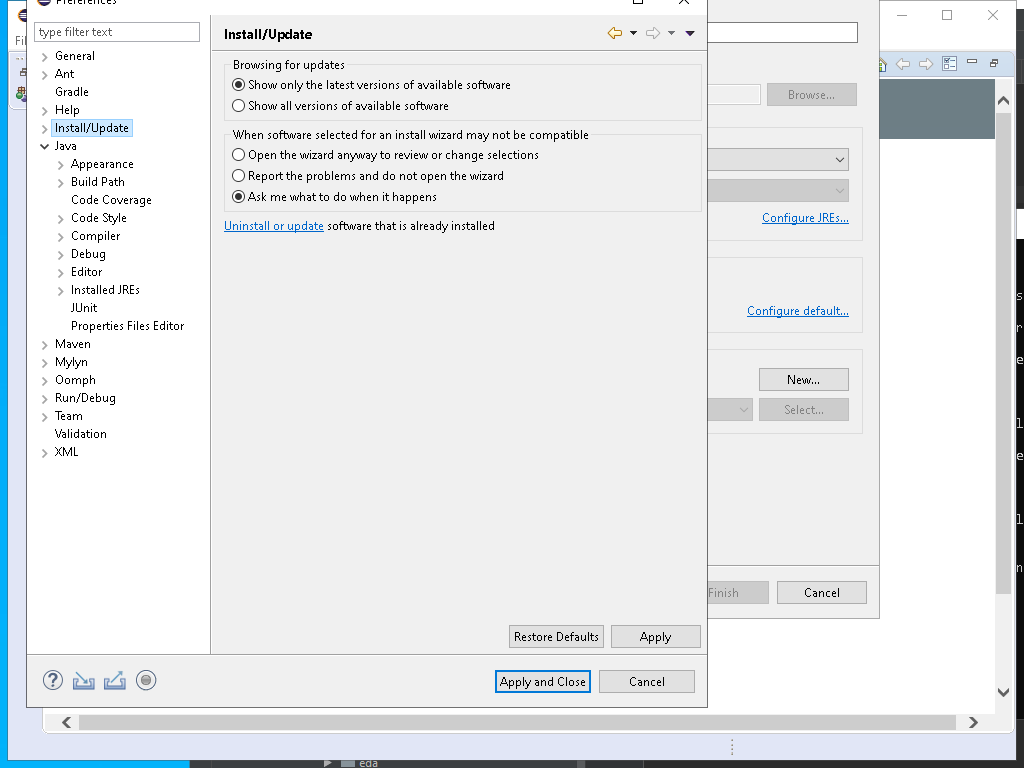 Preferences
type filter text
General
Ant
Gradle
Help
Install/Update
Java
Appearance
Build Path
Code Coverage
Code Style
Compiler
Debug
Editor
Installed JREs
JUnit
Properties Files Editor
Maven
Mylyn
Oomph
Run/Debug
Team
Validation
XML
Install/Update
Browsing for updates
Show only the latest versions of available software
Show all versions of available software
When software selected for an install wizard may not be compatible
Open the wizard anyway to review or change selections
Report the problems and do not open the wizard
Ask me what to do when it happens
Uninstall or update software that is already installed
Restore Defaults
Apply
Apply and Close
Cancel
Browse...
Configure JREs...
Configure default...
New...
Select...
Finish
Cancel
eda